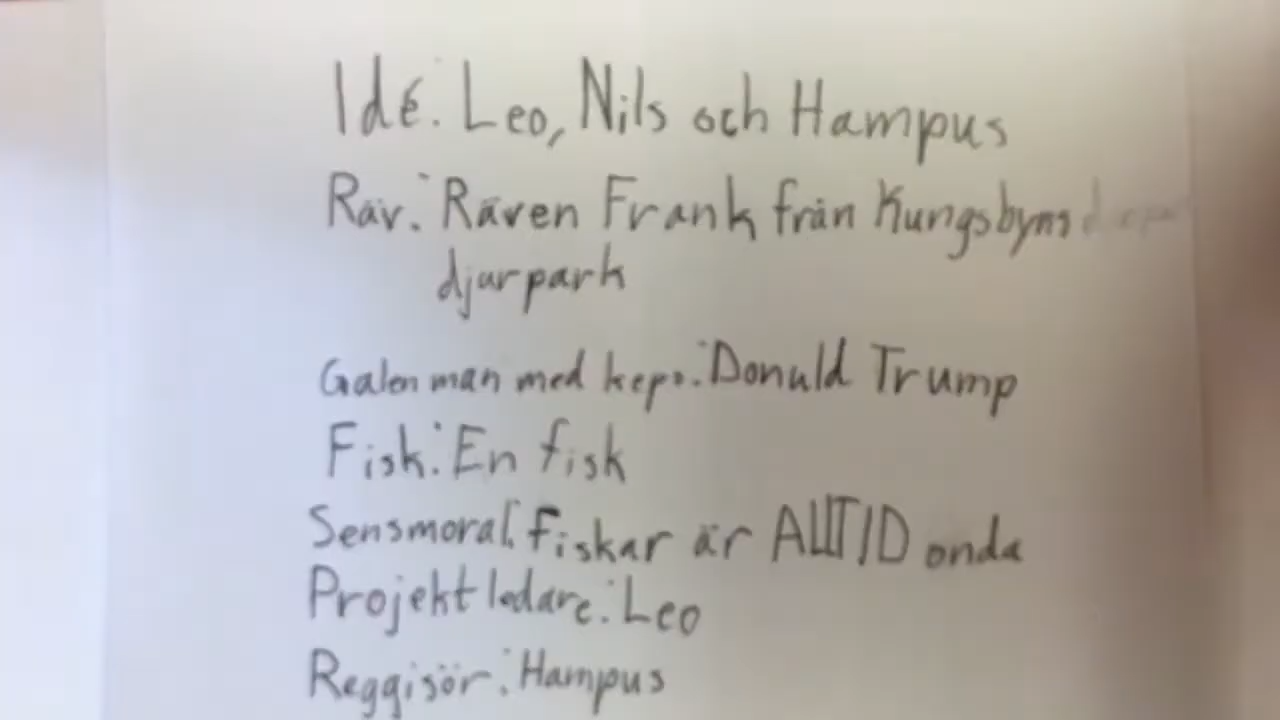 Idé: Leo, Nils och Hampus
Räv: Räven Frank från Kungsbyns
djurpark
Galen man med keps: Donald Trump
Fisk: En fisk
Sensmoral: Fiskar är ALLTID onda
Projektledare: Leo
Reggisör: Hampus